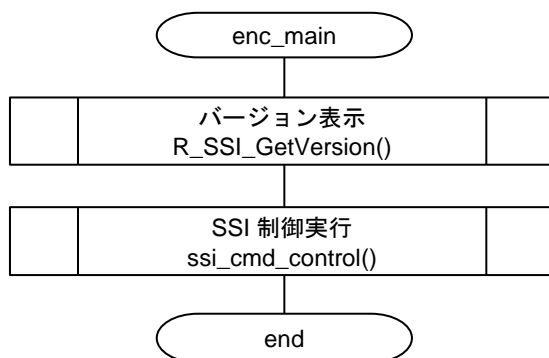 enc_main
バージョン表示
R_SSI_GetVersion()
SSI 制御実行
ssi_cmd_control()
end